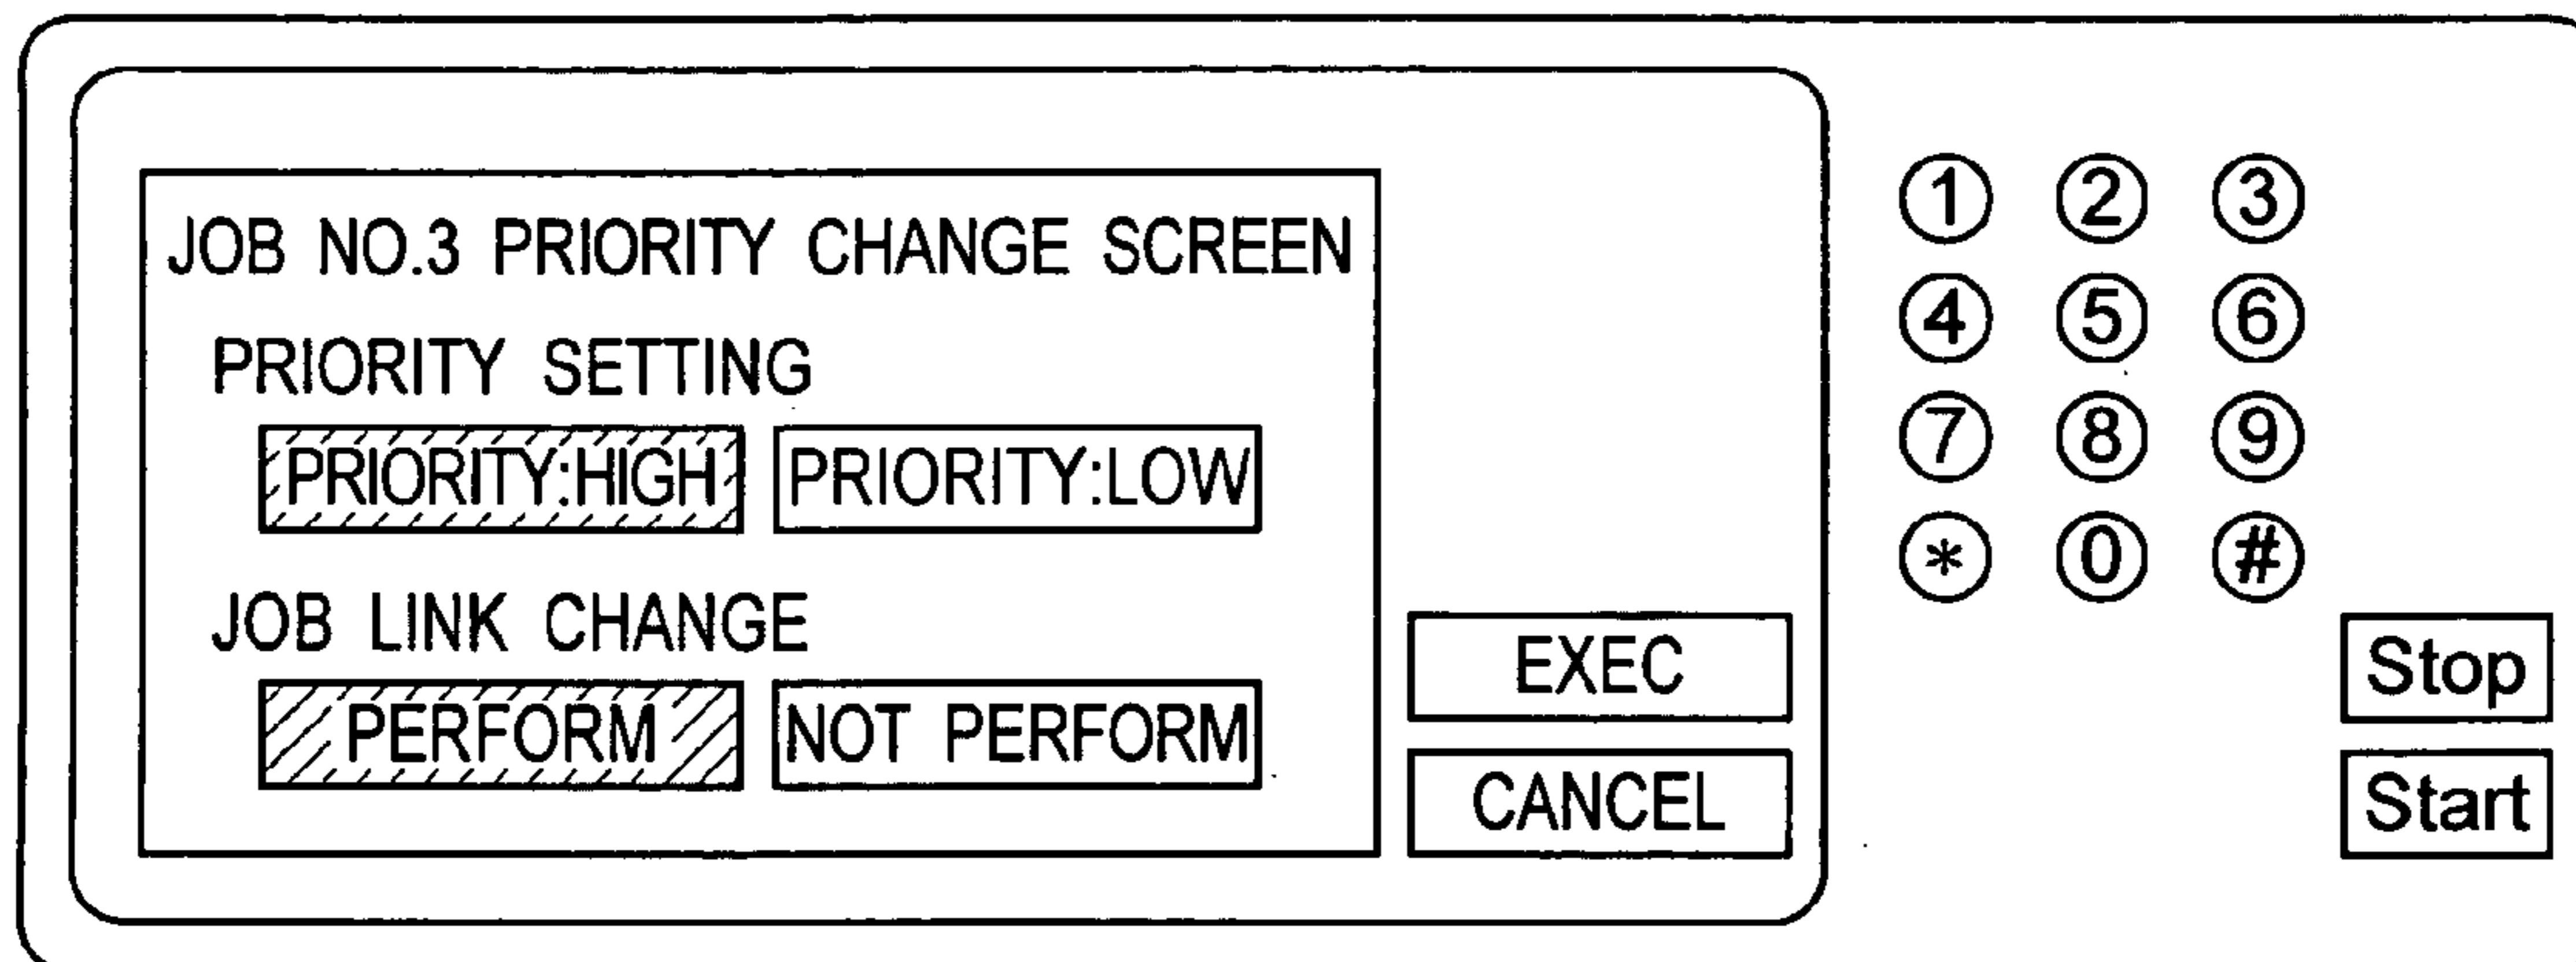 JOB NO.3 PRIORITY CHANGE SCREEN
PRIORITY SETTING
PRIORITY:HIGH PRIORITY:LOW
JOB LINK CHANGE
PERFORM NOT PERFORM
EXEC
CANCEL
1 2 3
4 5 6
7 8 9
* 0 #
Stop
Start